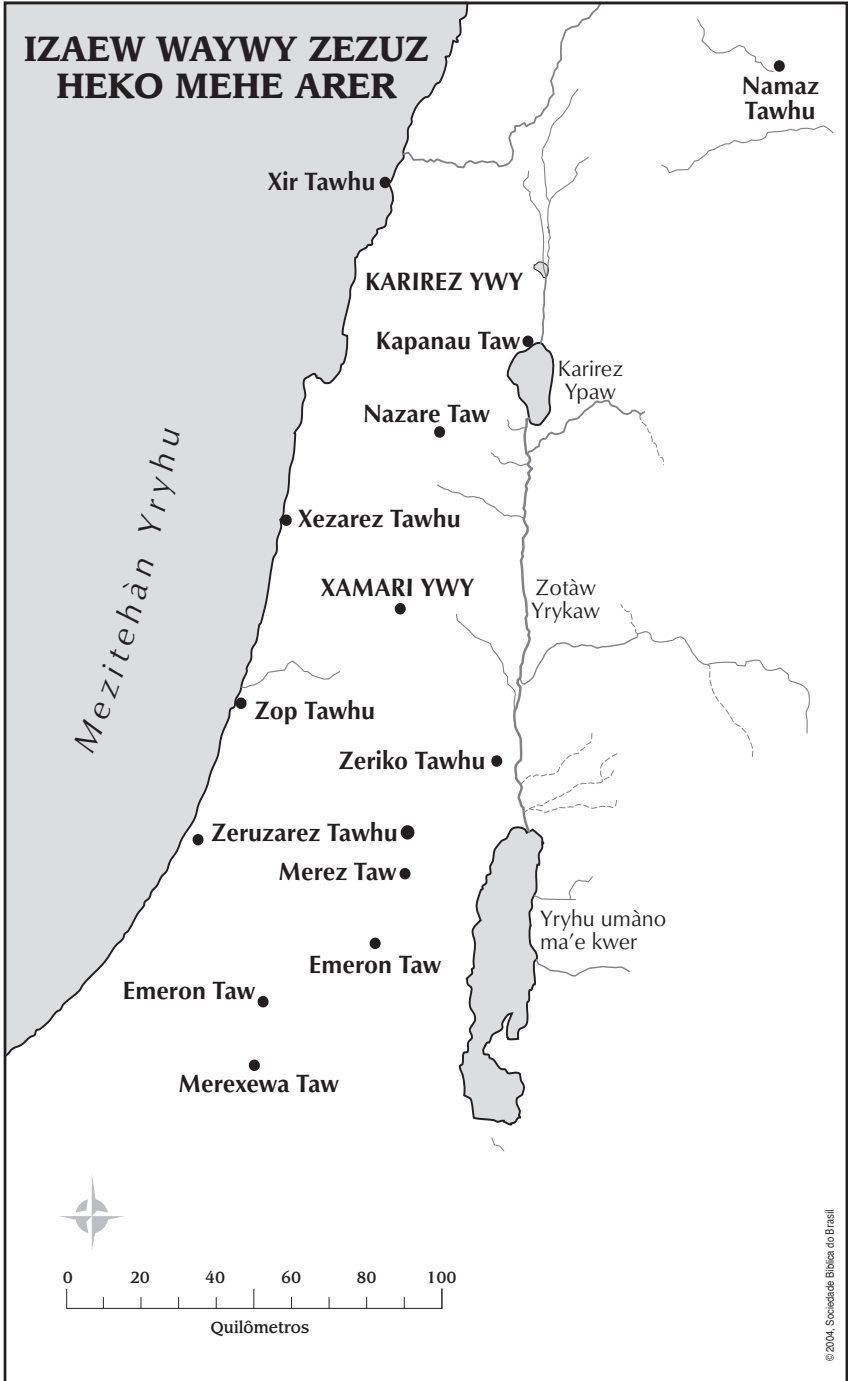 IZAEW WAYWY ZEZUZ
HEKO MEHE ARER
Namaz
Tawhu
Xir Tawhu
KARIREZ YWY
Kapanau Taw
Karirez
Ypaw
Nazare Taw
Mezitehàn Yryhu
Xezarez Tawhu
XAMARI YWY
Zotàw
Yrykaw
Zop Tawhu
Zeriko Tawhu
Zeruzarez Tawhu
Merez Taw
Yryhu umàno
ma'e kwer
Emeron Taw
Emeron Taw
Merexewa Taw
0 20 40 60 80 100
Quilômetros
© 2004, Sociedade Bíblica do Brasil